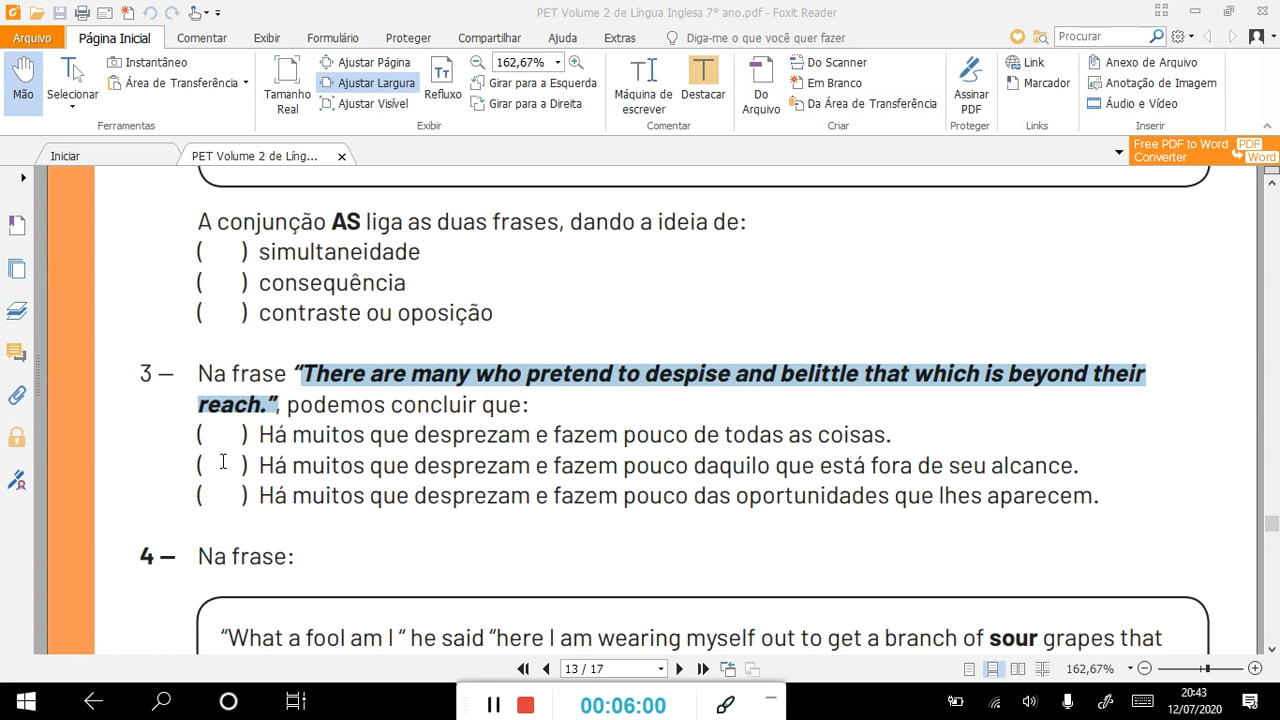 PET Volume 2 de Língua Inglesa 7° ano.pdf - Foxit Reader
Arquivo Página Inicial Comentar Exibir Formulário Proteger Compartilhar Ajuda Extras Diga-me o que você quer fazer Procurar
Mão
Selecionar
Instantâneo
Área de Transferência
Ferramentas
Tamanho Real
Ajustar Página
Ajustar Largura
Ajustar Visível
Refluxo
162,67%
Girar para a Esquerda
Girar para a Direita
Exibir
Máquina de escrever
Destacar
Comentar
Do Arquivo
Do Scanner
Em Branco
Da Área de Transferência
Criar
Assinar PDF
Proteger
Link
Marcador
Links
Anexo de Arquivo
Anotação de Imagem
Áudio e Vídeo
Inserir
Iniciar
PET Volume 2 de Líng...
Free PDF to Word
Converter
PDF
Word
A conjunção AS liga as duas frases, dando a ideia de:
( ) simultaneidade
( ) consequência
( ) contraste ou oposição
3 – Na frase “There are many who pretend to despise and belittle that which is beyond their
reach.”, podemos concluir que:
( ) Há muitos que desprezam e fazem pouco de todas as coisas.
( ) Há muitos que desprezam e fazem pouco daquilo que está fora de seu alcance.
( ) Há muitos que desprezam e fazem pouco das oportunidades que lhes aparecem.
4 – Na frase:
“What a fool am I “ he said “here I am wearing myself out to get a branch of sour grapes that
13 / 17
162,67%
00:06:00
20:43
12/07/2020